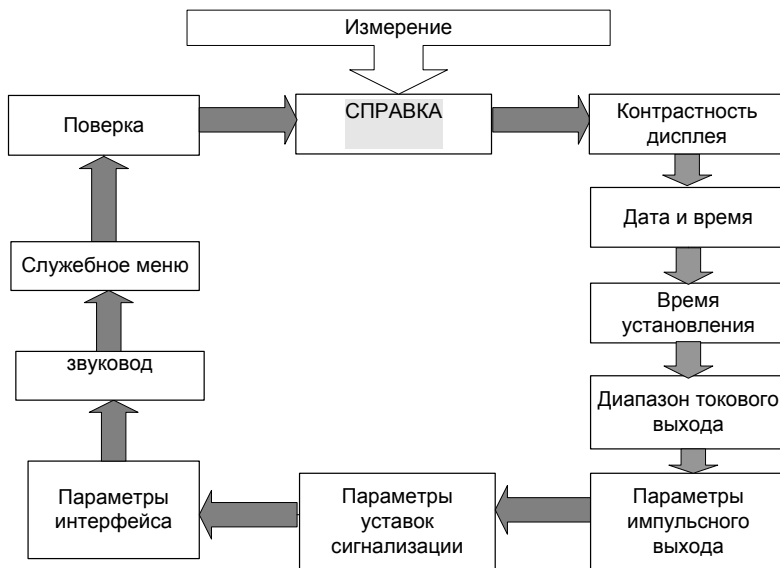 Измерение
Поверка
СПРАВКА
Контрастность
дисплея
Дата и время
Служебное меню
Время
установления
звуковод
Диапазон токового
выхода
Параметры
интерфейса
Параметры
уставок
сигнализации
Параметры
импульсного
выхода